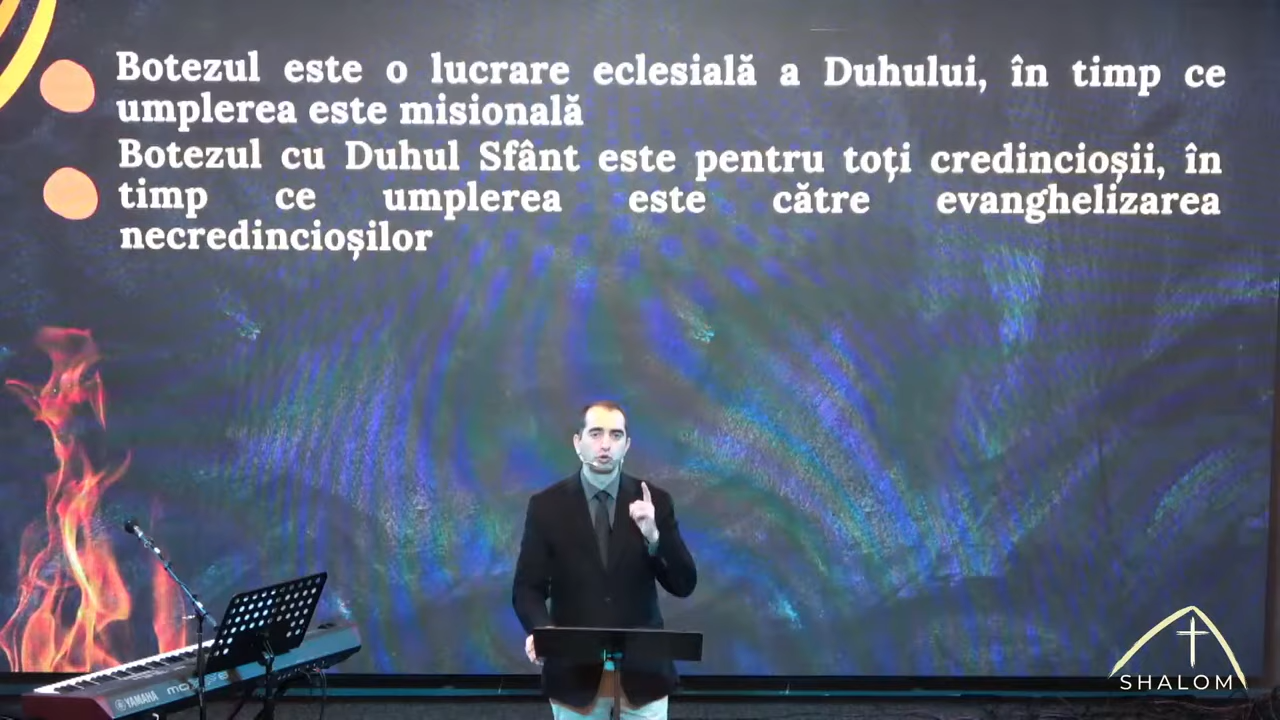 Botezul este o lucrare eclesială a Duhului, în timp ce
umplerea este misională
Botezul cu Duhul Sfânt este pentru toți credincioșii, în
timp ce umplerea este către evanghelizarea
necredincioșilor
YAMAHA
SHALOM